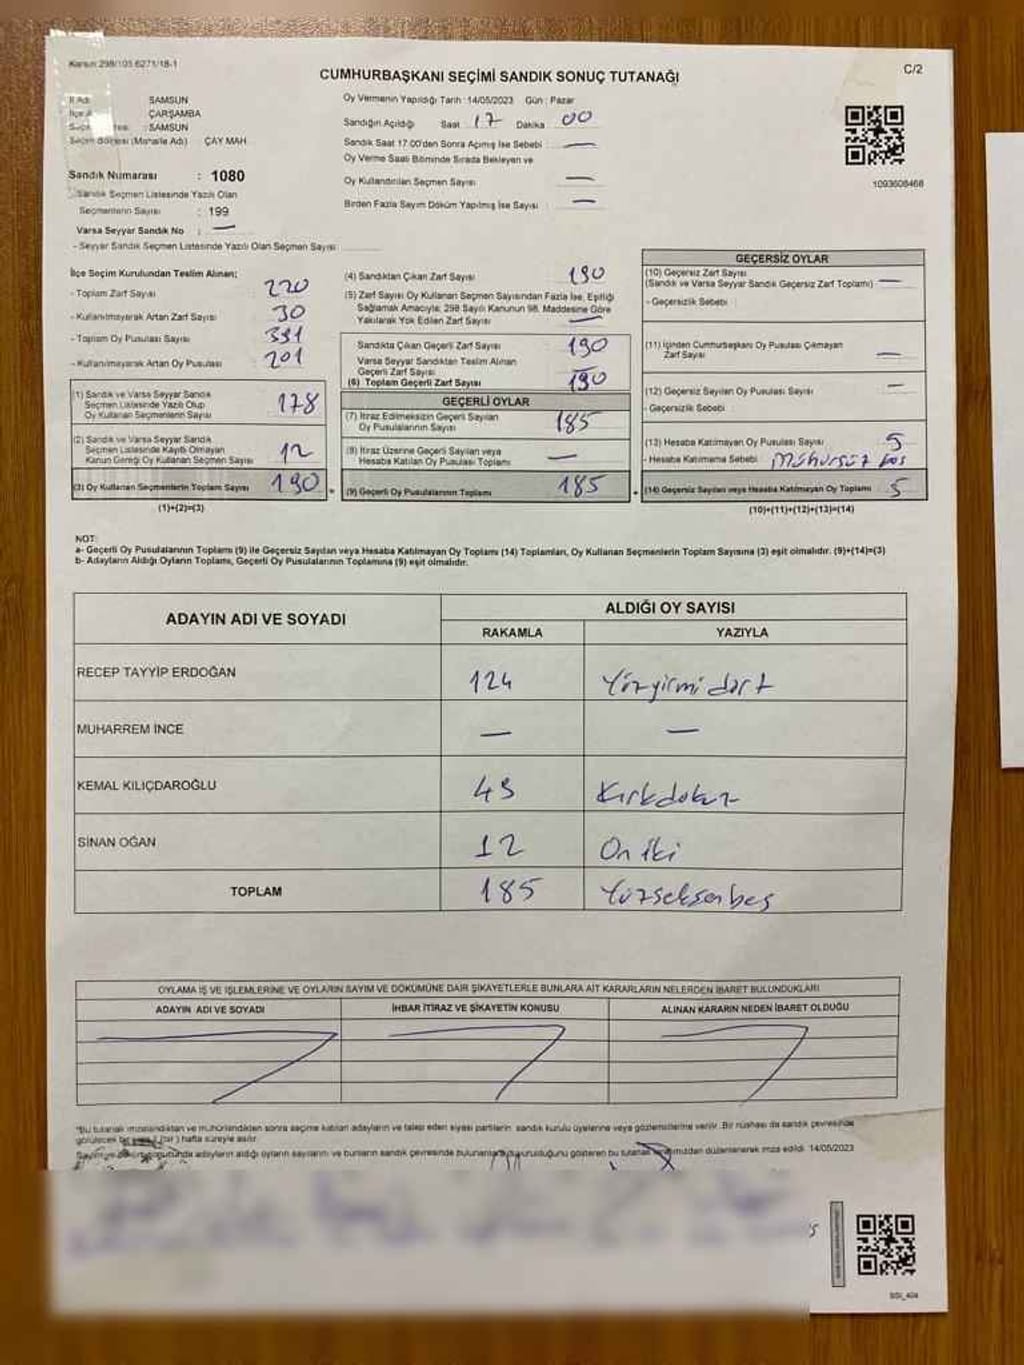 Kanun:298/105 6271/18-1
C/2
CUMHURBAŞKANI SEÇİMİ SANDIK SONUÇ TUTANAĞI
İl Adı SAMSUN
ÇARŞAMBA
SAMSUN
Seçim Bölgesi (Mahalle Adı) ÇAY MAH.
Sandık Numarası : 1080
Sandık Seçmen Listesinde Yazılı Olan
Seçmenlerin Sayısı : 199
Varsa Seyyar Sandık No : —
- Seyyar Sandık Seçmen Listesinde Yazılı Olan Seçmen Sayısı
Oy Vermenin Yapıldığı Tarih :14/05/2023 Gün : Pazar
Sandığın Açıldığı Saat 17 Dakika 00
Sandık Saat 17:00'den Sonra Açılmış İse Sebebi : —
Oy Verme Saati Bitiminde Sırada Bekleyen ve
Oy Kullandırılan Seçmen Sayısı —
Birden Fazla Sayım Döküm Yapılmış İse Sayısı —
1093608468
İlçe Seçim Kurulundan Teslim Alınan;
- Toplam Zarf Sayısı 220
- Kullanılmayarak Artan Zarf Sayısı 30
- Toplam Oy Pusulası Sayısı 391
- Kullanılmayarak Artan Oy Pusulası 201
(1) Sandık ve Varsa Seyyar Sandık
Seçmen Listesinde Yazılı Olup
Oy Kullanan Seçmenlerin Sayısı 178
(2) Sandık ve Varsa Seyyar Sandık
Seçmen Listesinde Kayıtlı Olmayan
Kanun Gereği Oy Kullanan Seçmen Sayısı 12
(3) Oy Kullanan Seçmenlerin Toplam Sayısı 190
(1)+(2)=(3)
(4) Sandıktan Çıkan Zarf Sayısı 190
(5) Zarf Sayısı Oy Kullanan Seçmen Sayısından Fazla İse, Eşitliği
Sağlamak Amacıyla; 298 Sayılı Kanunun 98. Maddesine Göre
Yakılarak Yok Edilen Zarf Sayısı —
Sandıkta Çıkan Geçerli Zarf Sayısı 190
Varsa Seyyar Sandıktan Teslim Alınan
Geçerli Zarf Sayısı —
(6) Toplam Geçerli Zarf Sayısı 190
GEÇERLİ OYLAR
(7) İtiraz Edilmeksizin Geçerli Sayılan
Oy Pusulalarının Sayısı 185
(8) İtiraz Üzerine Geçerli Sayılan veya
Hesaba Katılan Oy Pusulası Toplamı —
(9) Geçerli Oy Pusulalarının Toplamı 185
GEÇERSİZ OYLAR
(10) Geçersiz Zarf Sayısı
(Sandık ve Varsa Seyyar Sandık Geçersiz Zarf Toplamı) —
- Geçersizlik Sebebi :
(11) İçinden Cumhurbaşkanı Oy Pusulası Çıkmayan
Zarf Sayısı —
(12) Geçersiz Sayılan Oy Pusulası Sayısı —
- Geçersizlik Sebebi :
(13) Hesaba Katılmayan Oy Pusulası Sayısı 5
- Hesaba Katılmama Sebebi : Mühürsüz boş
(14) Geçersiz Sayılan veya Hesaba Katılmayan Oy Toplamı 5
(10)+(11)+(12)+(13)=(14)
NOT:
a- Geçerli Oy Pusulalarının Toplamı (9) ile Geçersiz Sayılan veya Hesaba Katılmayan Oy Toplamı (14) Toplamları, Oy Kullanan Seçmenlerin Toplam Sayısına (3) eşit olmalıdır. (9)+(14)=(3)
b- Adayların Aldığı Oyların Toplamı, Geçerli Oy Pusulalarının Toplamına (9) eşit olmalıdır.
ADAYIN ADI VE SOYADI ALDIĞI OY SAYISI
RAKAMLA YAZIYLA
RECEP TAYYİP ERDOĞAN 124 Yüzyirmi dört
MUHARREM İNCE — —
KEMAL KILIÇDAROĞLU 49 Kırkdokuz
SİNAN OĞAN 12 On iki
TOPLAM 185 Yüzseksenbeş
OYLAMA İŞ VE İŞLEMLERİNE VE OYLARIN SAYIM VE DÖKÜMÜNE DAİR ŞİKAYETLERLE BUNLARA AİT KARARLARIN NELERDEN İBARET BULUNDUKLARI
ADAYIN ADI VE SOYADI İHBAR İTİRAZ VE ŞİKAYETİN KONUSU ALINAN KARARIN NEDEN İBARET OLDUĞU
*Bu tutanak imzalandıktan ve mühürlendikten sonra seçime katılan adayların ve talep eden siyasi partilerin sandık kurulu üyelerine veya gözlemcilerine verilir. Bir nüshası da sandık çevresinde
görülecek bir yere 1 (bir) hafta süreyle asılır.
adayların aldığı oyların sayılarını ve bunların sandık çevresinde duyurulduğunu gösteren bu tutanak tarafımızdan düzenlenerek imza edildi. 14/05/2023